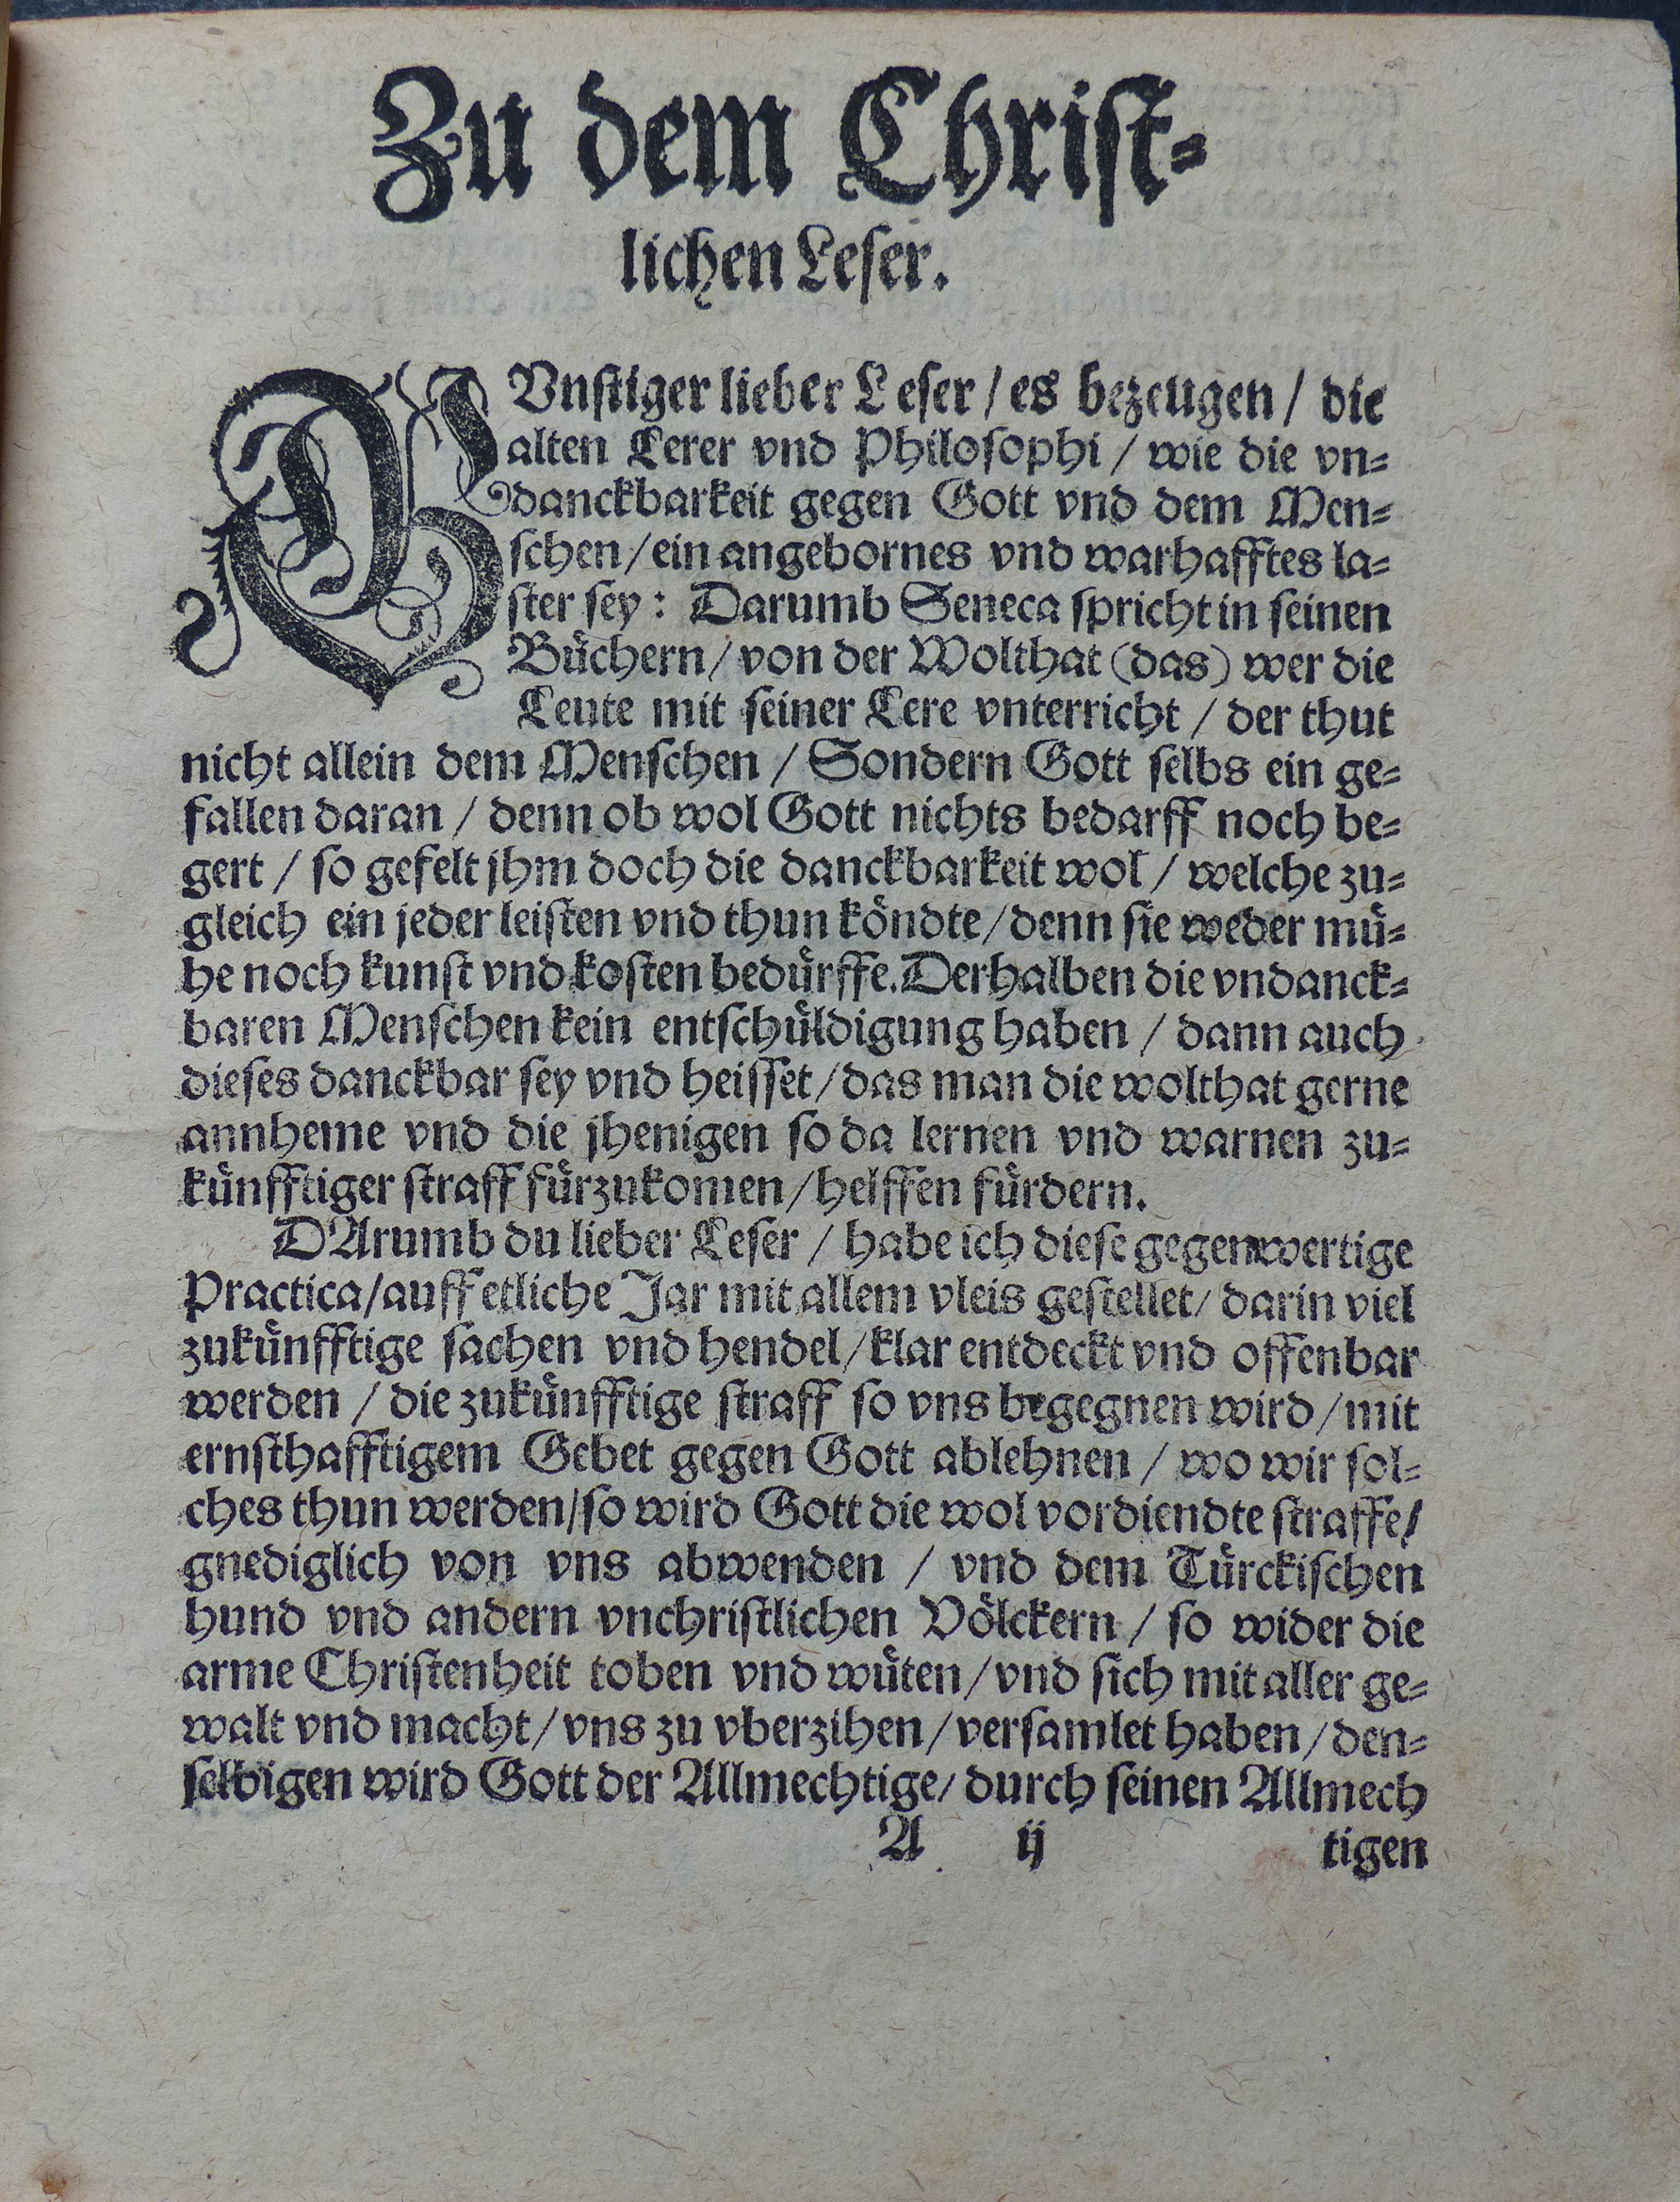 Zu dem Christ-
lichen Leser.
GVnstiger lieber Leser / es bezeugen / die
alten Lerer vnd Philosophi / wie die vn-
danckbarkeit gegen Gott vnd dem Men-
schen / ein angebornes vnd warhafftes la-
ster sey : Darumb Seneca spricht in seinen
Büchern / von der Wolthat (das) wer die
Leute mit seiner Lere vnterricht / der thut
nicht allein dem Menschen / Sondern Gott selbs ein ge-
fallen daran / denn ob wol Gott nichts bedarff noch be-
gert / so gefelt jhm doch die danckbarkeit wol / welche zu-
gleich ein jeder leisten vnd thun köndte / denn sie weder mü-
he noch kunst vnd kosten bedürffe. Derhalben die vndanck-
baren Menschen kein entschüldigung haben / dann auch
dieses danckbar sey vnd heisset / das man die wolthat gerne
annheme vnd die jhenigen so da lernen vnd warnen zu-
künfftiger straff fürzukomen / helffen fürdern.
DArumb du lieber Leser / habe ich diese gegenwertige
Practica / auff etliche Jar mit allem vleis gestellet / darin viel
zukünfftige sachen vnd hendel / klar entdeckt vnd offenbar
werden / die zukünfftige straff so vns begegnen wird / mit
ernsthafftigem Gebet gegen Gott ablehnen / wo wir sol-
ches thun werden / so wird Gott die wol vordiendte straffe /
gnediglich von vns abwenden / vnd dem Türckischen
hund vnd andern vnchristlichen Völckern / so wider die
arme Christenheit toben vnd wüten / vnd sich mit aller ge-
walt vnd macht / vns zu vberzihen / versamlet haben / den-
selbigen wird Gott der Allmechtige / durch seinen Allmech
A ij tigen